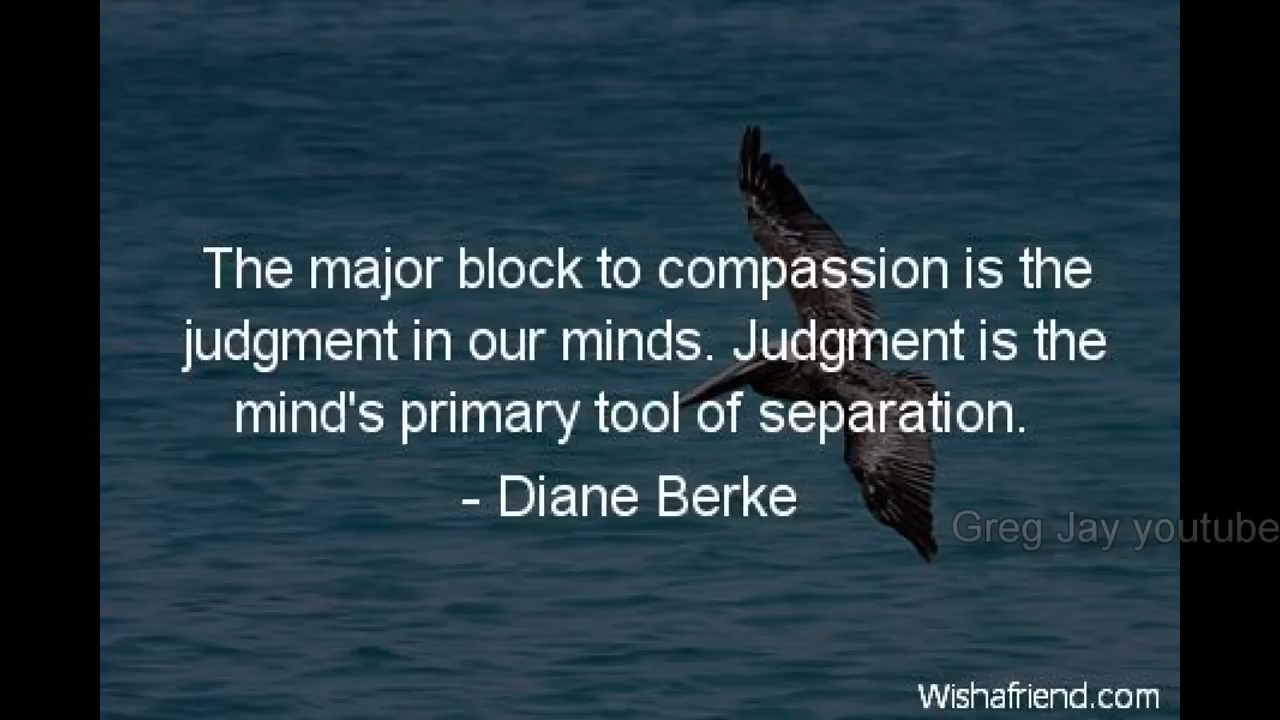 The major block to compassion is the
judgment in our minds. Judgment is the
mind's primary tool of separation.
- Diane Berke
Greg Jay youtube
Wishafriend.com